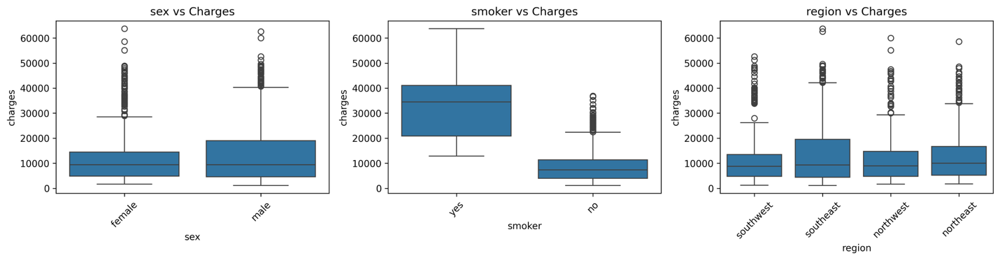 sex vs Charges
charges
60000
50000
40000
30000
20000
10000
0
female
male
sex
smoker vs Charges
charges
60000
50000
40000
30000
20000
10000
0
yes
no
smoker
region vs Charges
charges
60000
50000
40000
30000
20000
10000
0
southwest
southeast
northwest
northeast
region